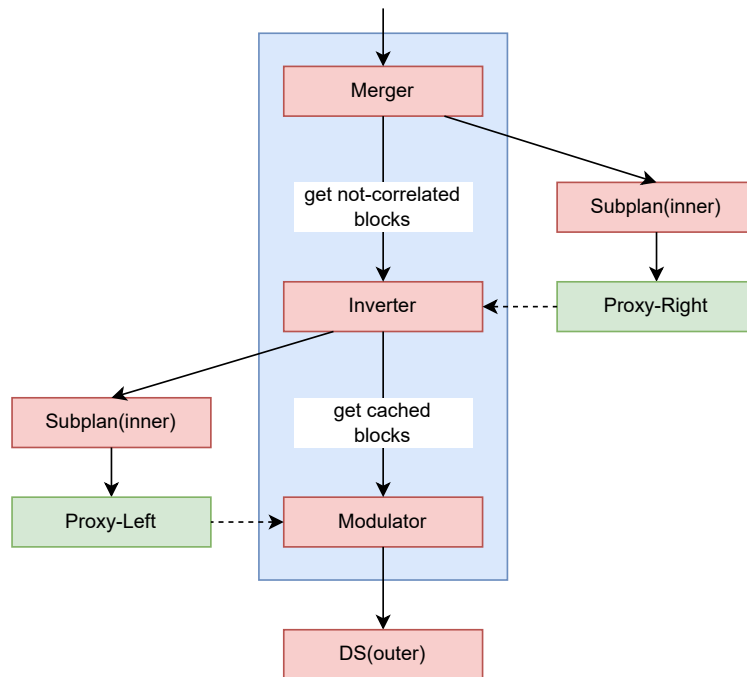 Merger
get not-correlated
blocks
Subplan(inner)
Inverter
Proxy-Right
Subplan(inner)
get cached
blocks
Proxy-Left
Modulator
DS(outer)